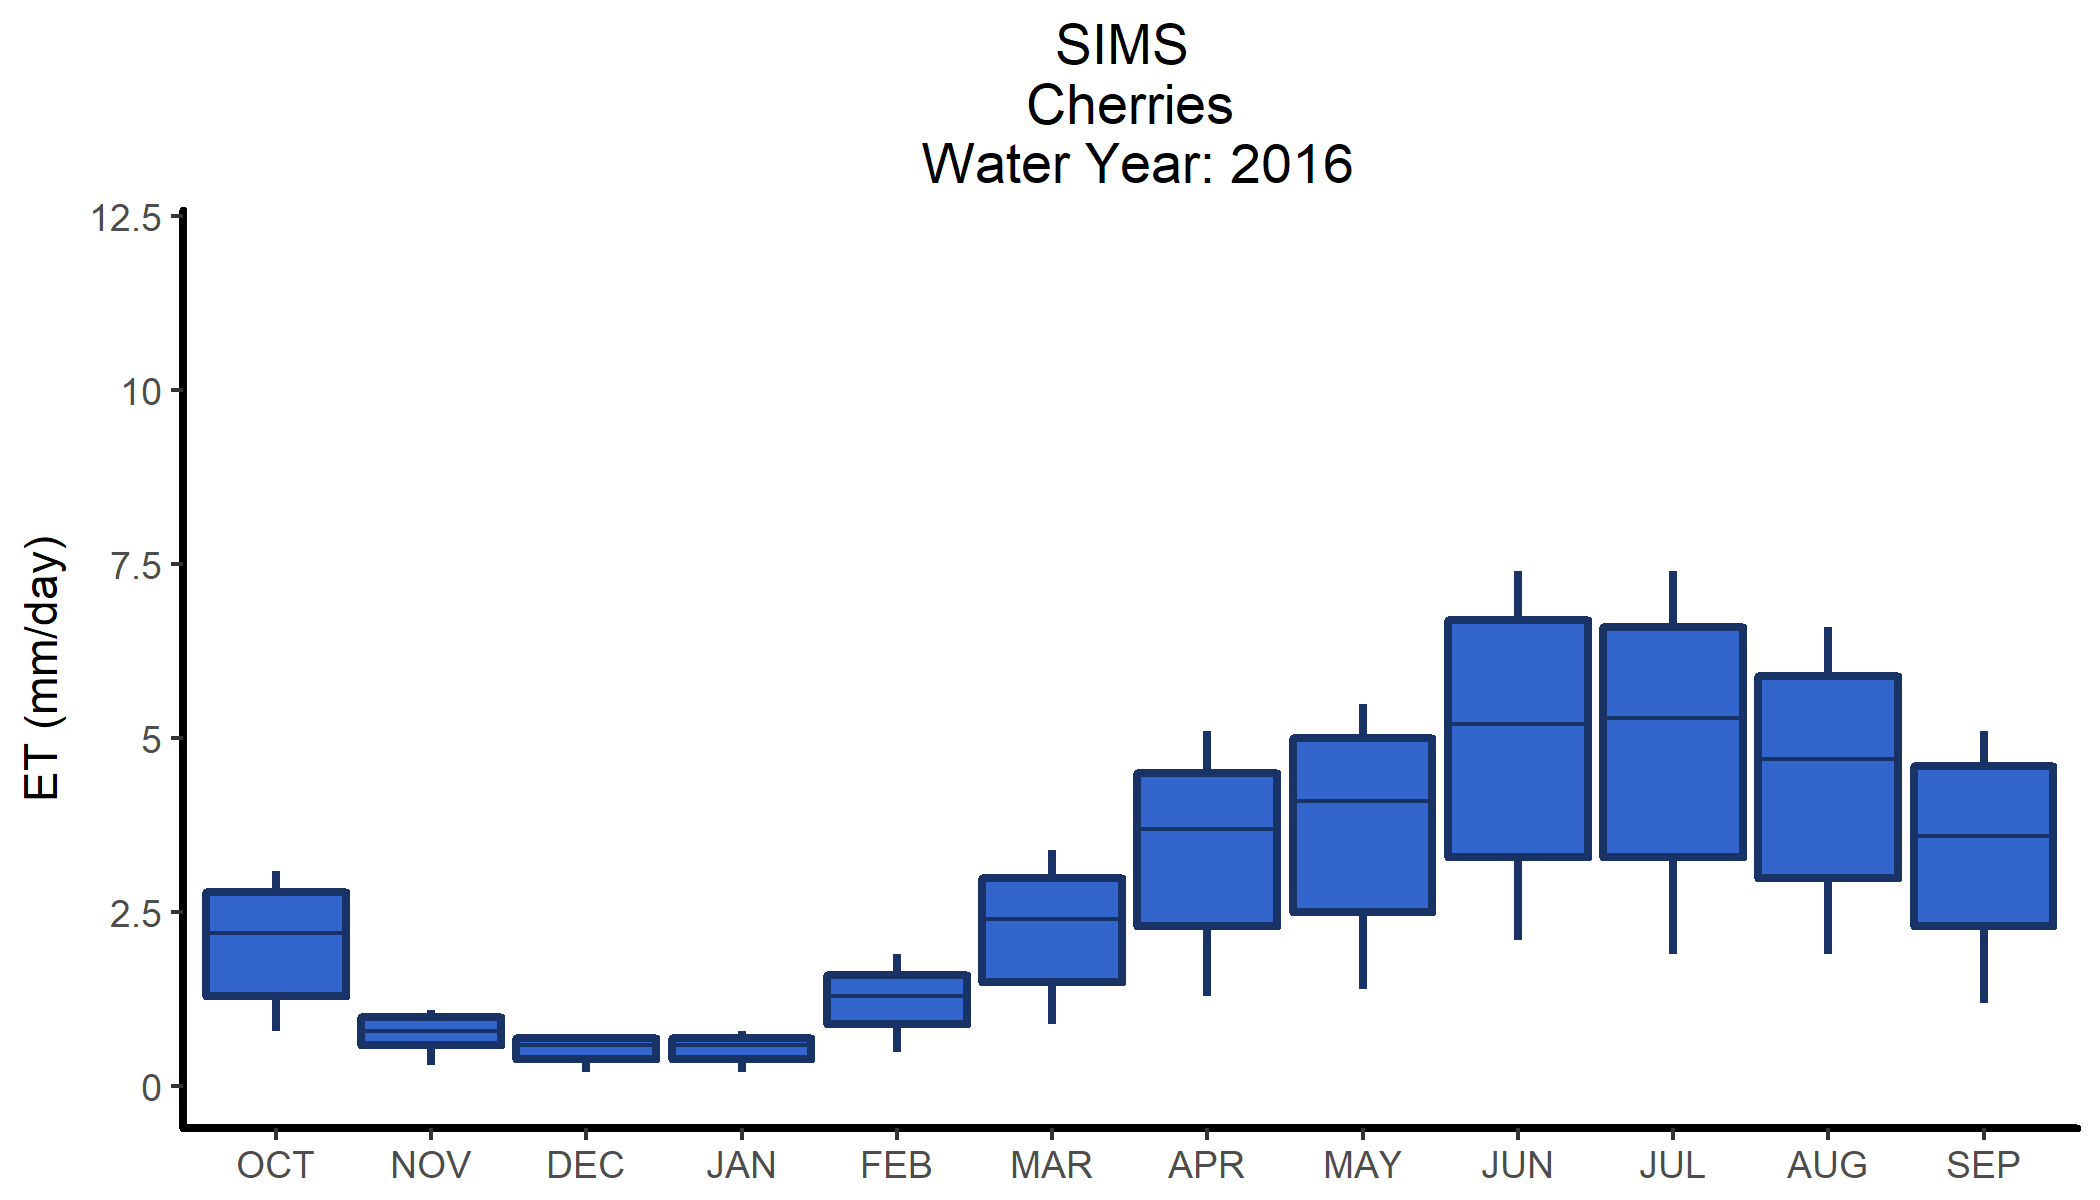 SIMS
Cherries
Water Year: 2016
ET (mm/day)
12.5
10
7.5
5
2.5
0
OCT NOV DEC JAN FEB MAR APR MAY JUN JUL AUG SEP